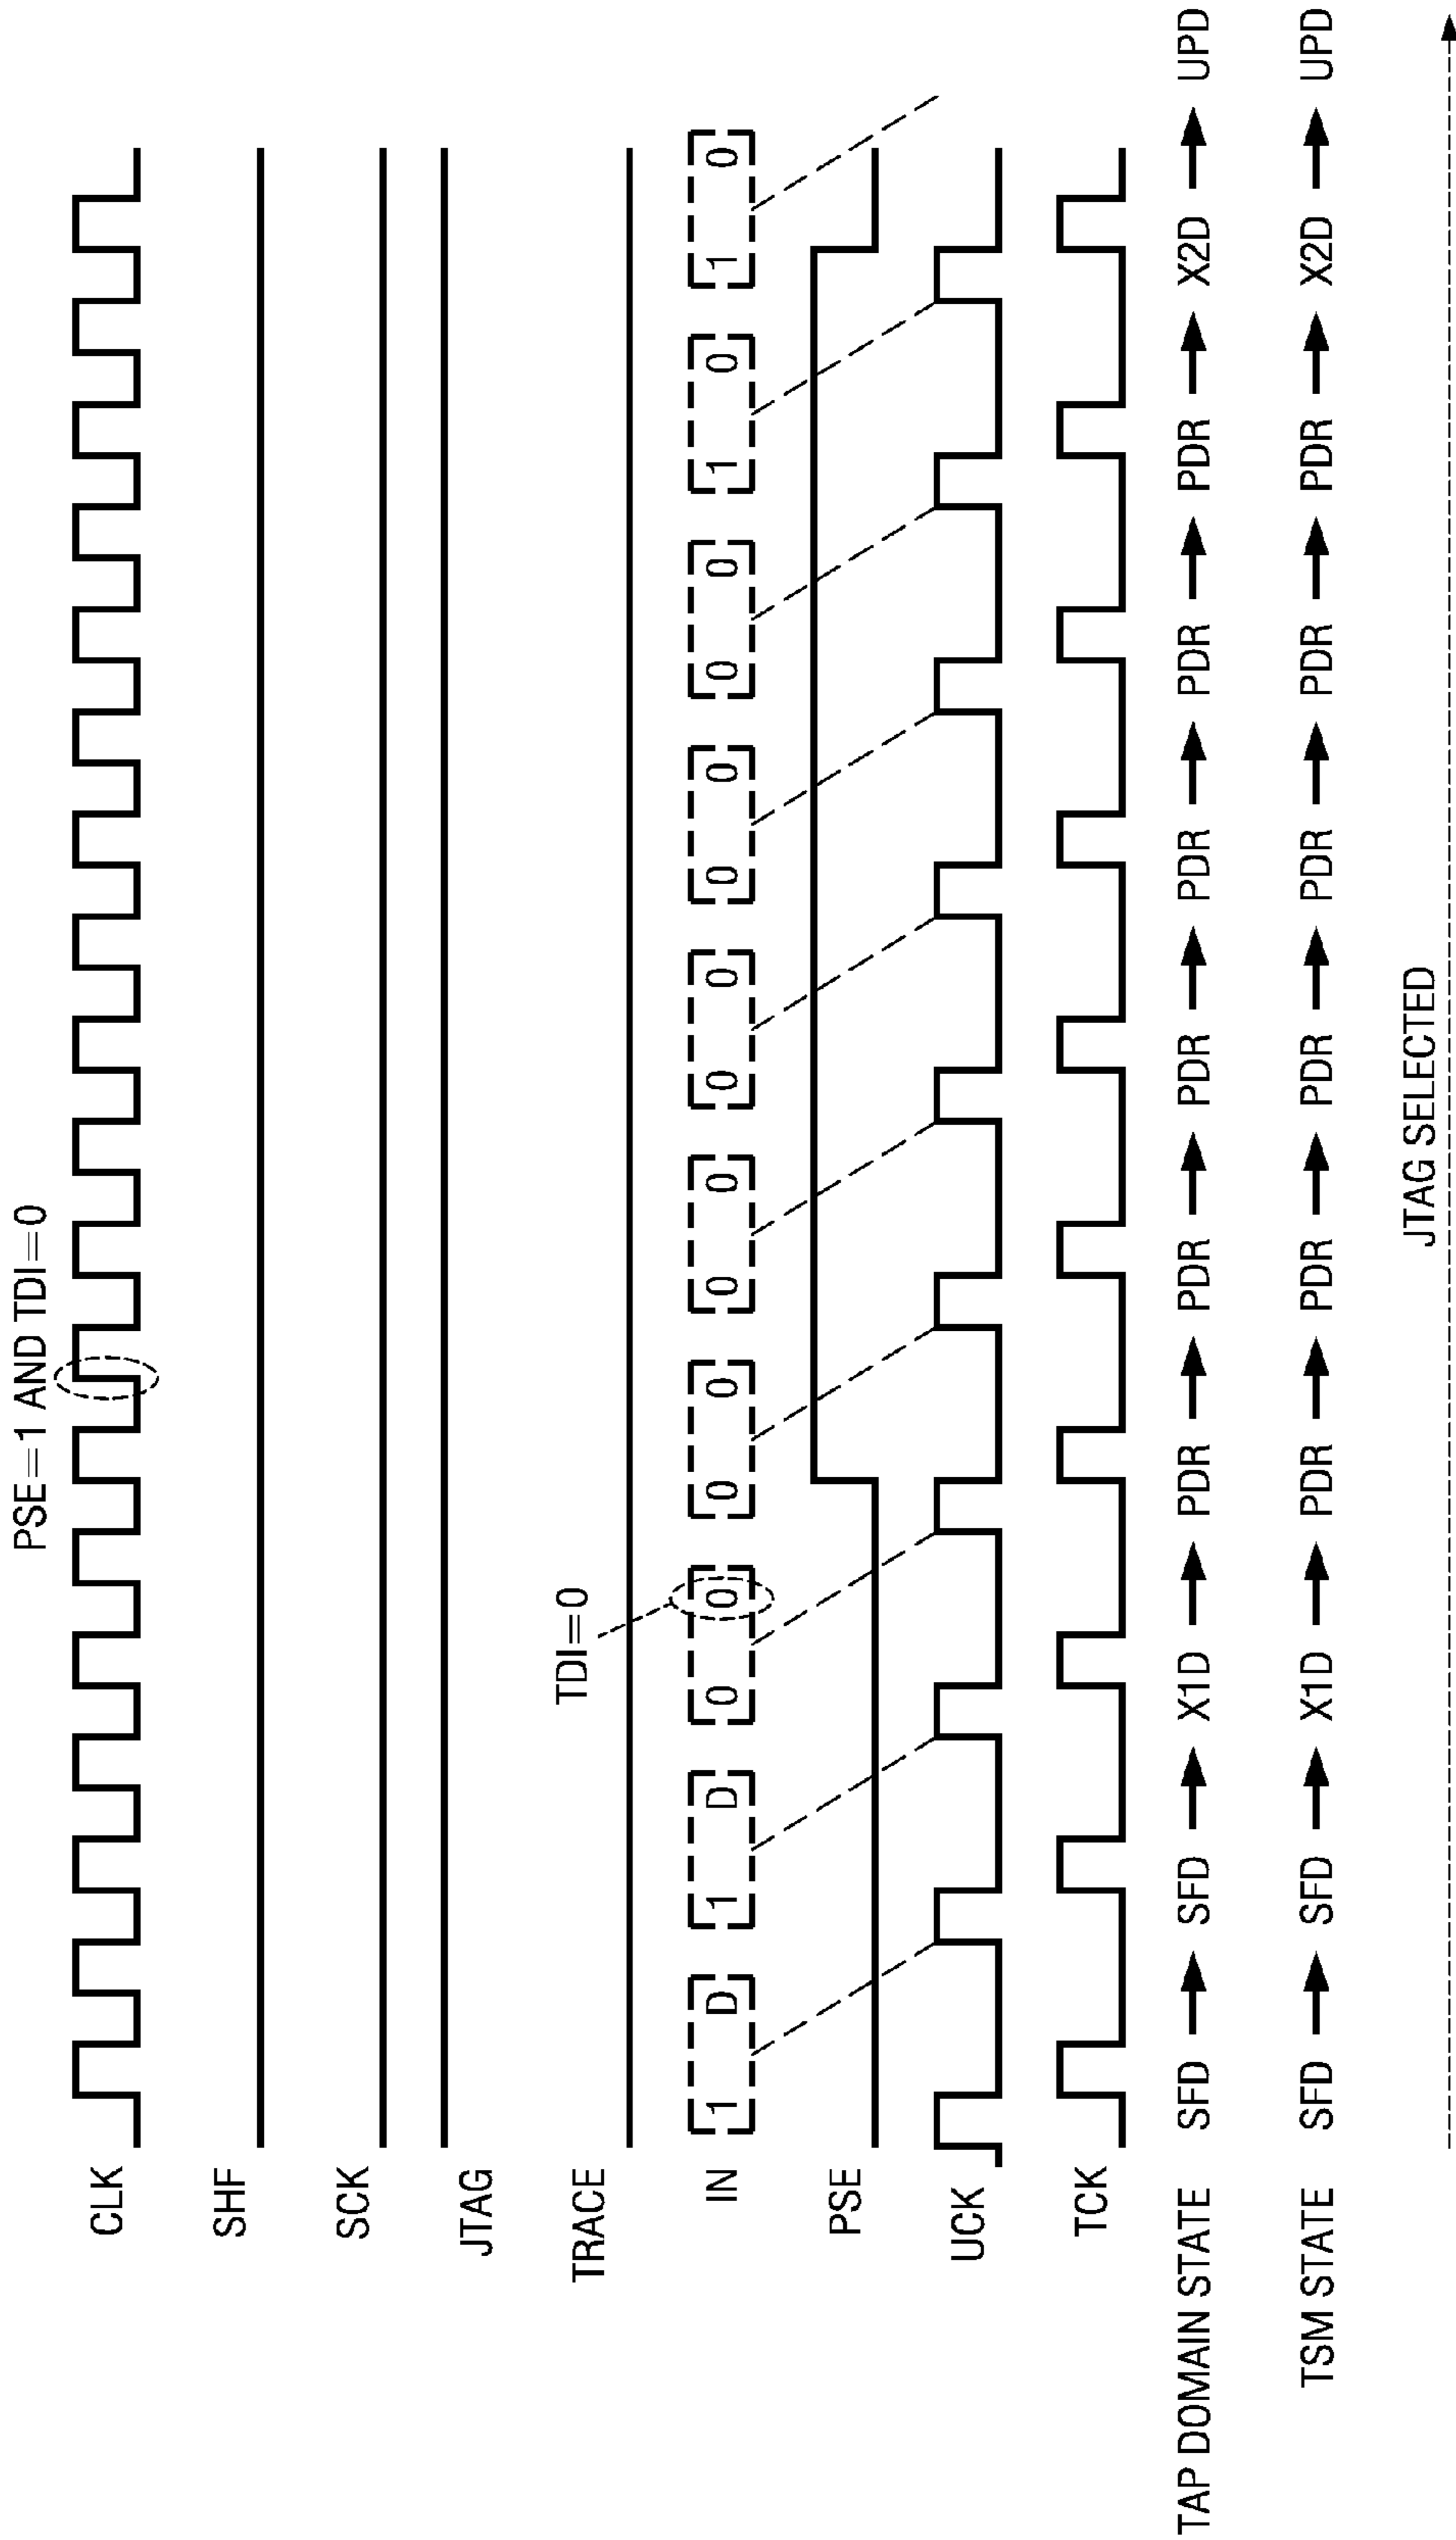 PSE=1 AND TDI=0
CLK
SHF
SCK
JTAG
TDI=0
TRACE
IN 1 D 1 D 0 0 0 0 0 0 0 0 0 0 0 0 1 0 1 0
PSE
UCK
TCK
TAP DOMAIN STATE SFD SFD X1D PDR PDR PDR PDR PDR PDR X2D UPD
TSM STATE SFD SFD X1D PDR PDR PDR PDR PDR PDR X2D UPD
JTAG SELECTED